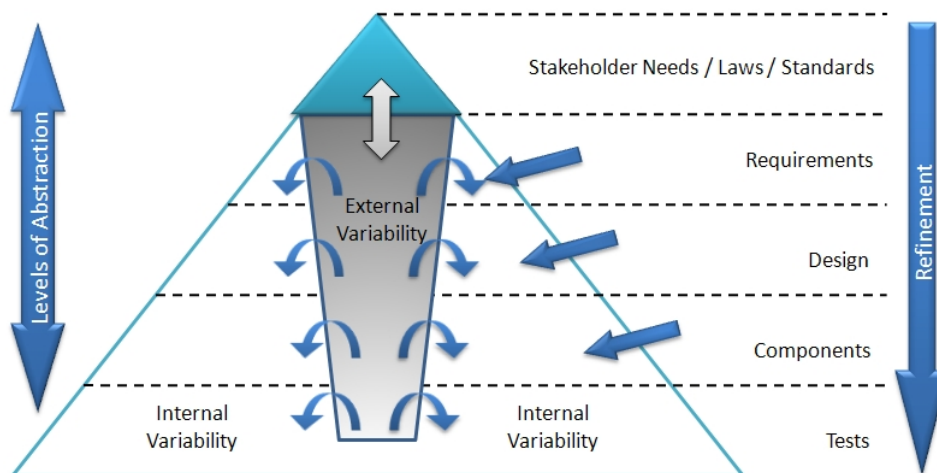 Stakeholder Needs / Laws / Standards
Levels of Abstraction
Requirements
External
Variability
Refinement
Design
Components
Internal
Variability
Internal
Variability
Tests